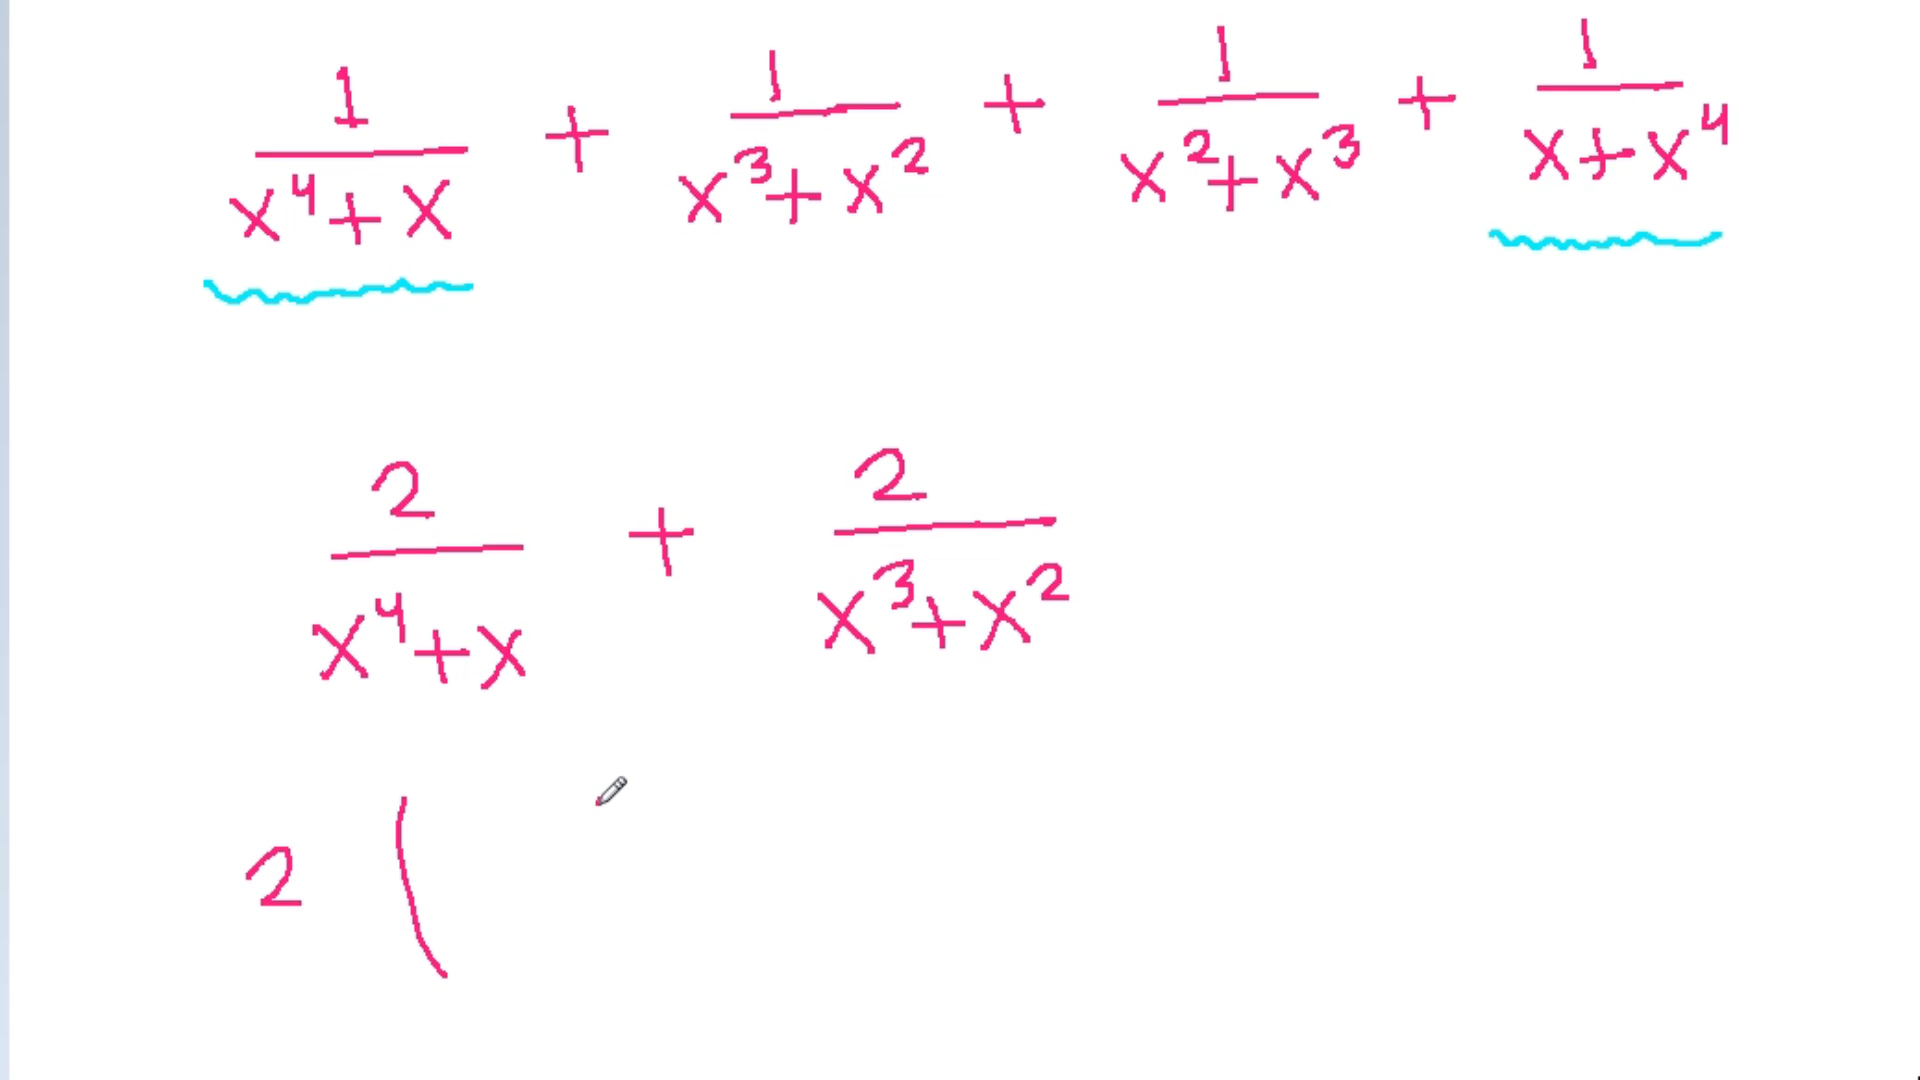 1/(x⁴+x) + 1/(x³+x²) + 1/(x²+x³) + 1/(x+x⁴)
2/(x⁴+x) + 2/(x³+x²)
2 (